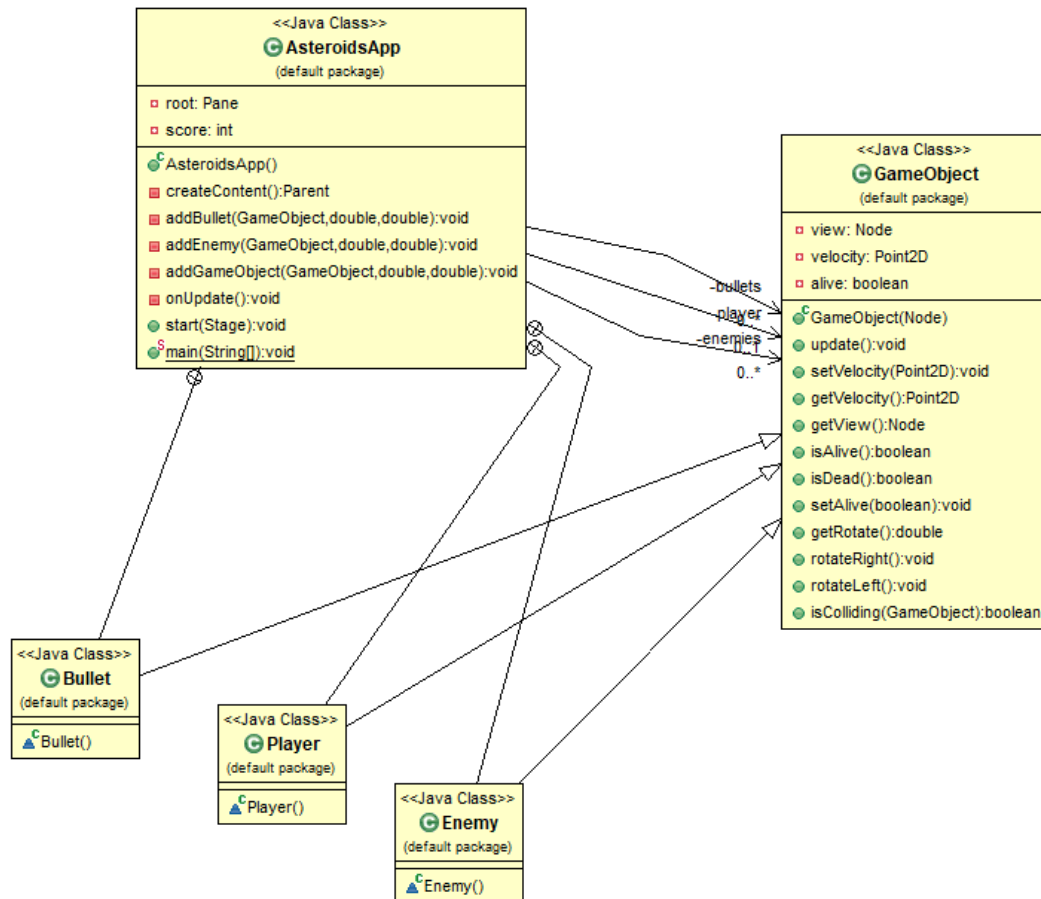 <<Java Class>>
AsteroidsApp
(default package)
root: Pane
score: int
AsteroidsApp()
createContent():Parent
addBullet(GameObject,double,double):void
addEnemy(GameObject,double,double):void
addGameObject(GameObject,double,double):void
onUpdate():void
start(Stage):void
main(String[]):void
-bullets
0..*
-player
0..1
-enemies
0..*
<<Java Class>>
GameObject
(default package)
view: Node
velocity: Point2D
alive: boolean
GameObject(Node)
update():void
setVelocity(Point2D):void
getVelocity():Point2D
getView():Node
isAlive():boolean
isDead():boolean
setAlive(boolean):void
getRotate():double
rotateRight():void
rotateLeft():void
isColliding(GameObject):boolean
<<Java Class>>
Bullet
(default package)
Bullet()
<<Java Class>>
Player
(default package)
Player()
<<Java Class>>
Enemy
(default package)
Enemy()